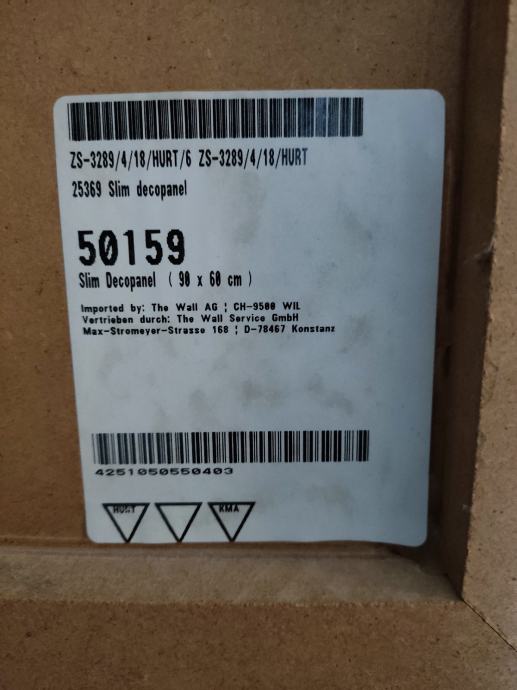 ZS-3289/4/18/HURT/6 ZS-3289/4/18/HURT
25369 Slim decopanel
50159
Slim Decopanel ( 90 x 60 cm )
Imported by: The Wall AG ¦ CH-9500 WIL
Vertrieben durch: The Wall Service GmbH
Max-Stromeyer-Strasse 168 ¦ D-78467 Konstanz
4251050550403
HURT KMA